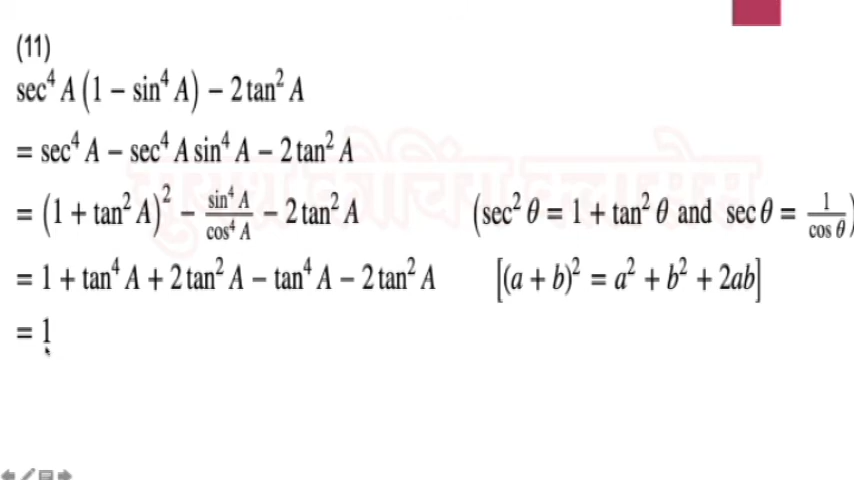 (11)
sec⁴ A (1 − sin⁴ A) − 2 tan² A
= sec⁴ A − sec⁴ A sin⁴ A − 2 tan² A
सुयश कोचिंग क्लासेस
= (1 + tan² A)² − sin⁴ A / cos⁴ A − 2 tan² A (sec² θ = 1 + tan² θ and sec θ = 1 / cos θ)
= 1 + tan⁴ A + 2 tan² A − tan⁴ A − 2 tan² A [(a + b)² = a² + b² + 2ab]
= 1